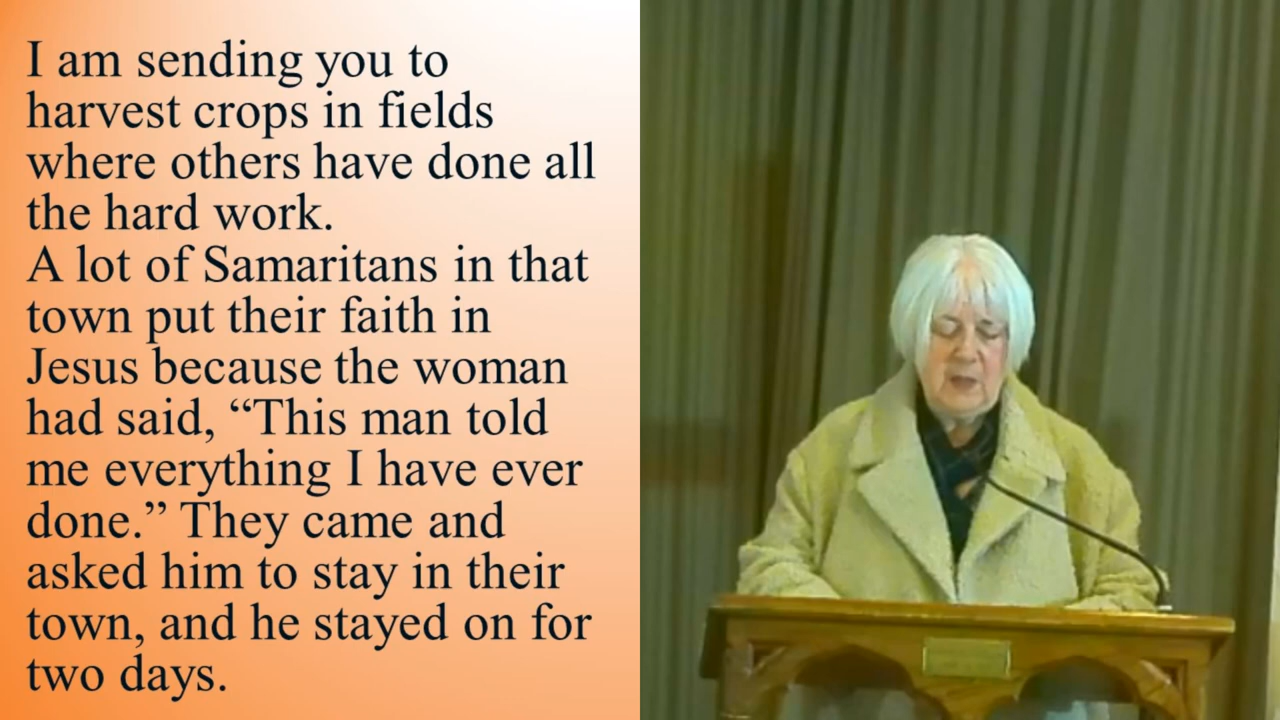 I am sending you to
harvest crops in fields
where others have done all
the hard work.
A lot of Samaritans in that
town put their faith in
Jesus because the woman
had said, “This man told
me everything I have ever
done.” They came and
asked him to stay in their
town, and he stayed on for
two days.